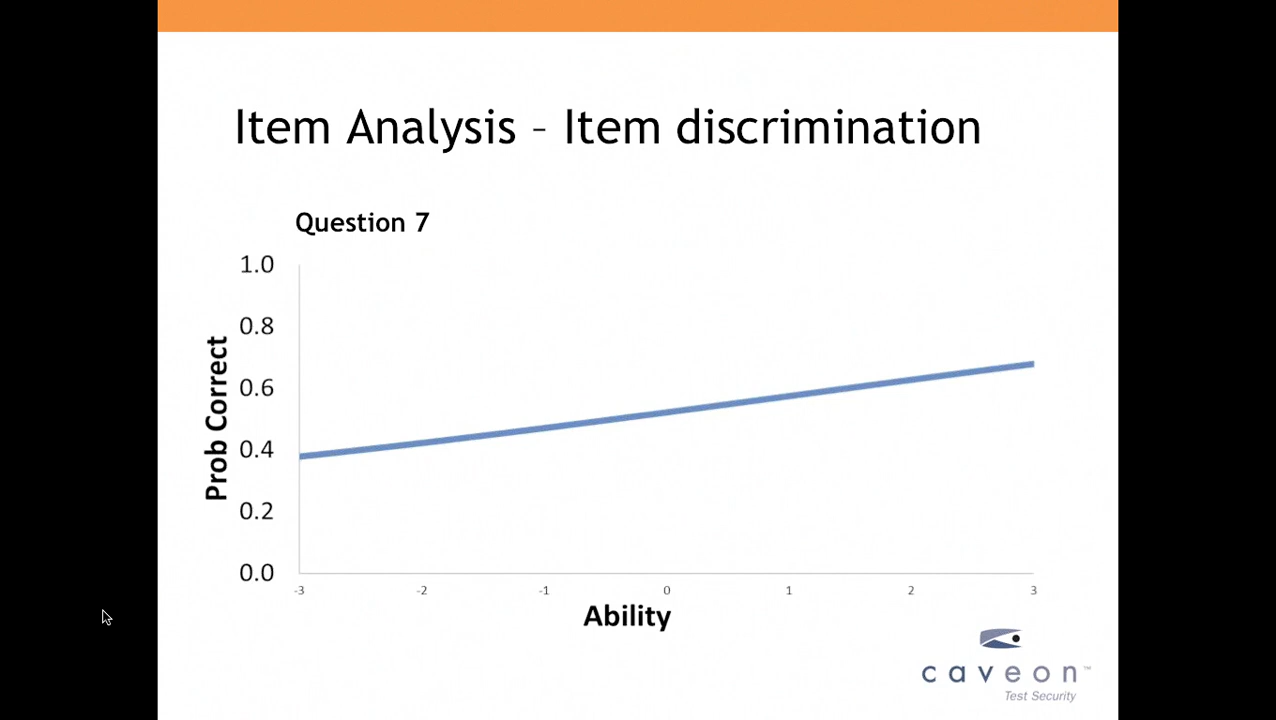 Item Analysis – Item discrimination
Question 7
1.0
0.8
0.6
0.4
0.2
0.0
Prob Correct
-3 -2 -1 0 1 2 3
Ability
caveon™
Test Security